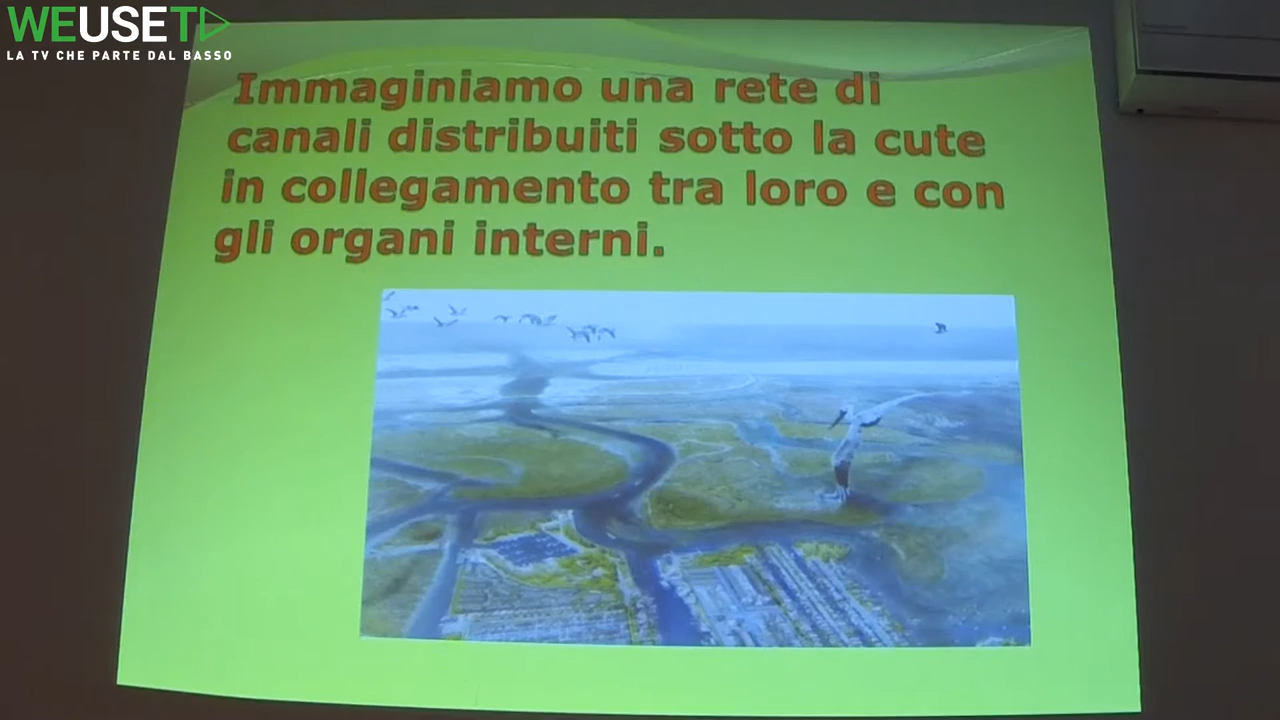 WEUSETV
LA TV CHE PARTE DAL BASSO
Immaginiamo una rete di
canali distribuiti sotto la cute
in collegamento tra loro e con
gli organi interni.